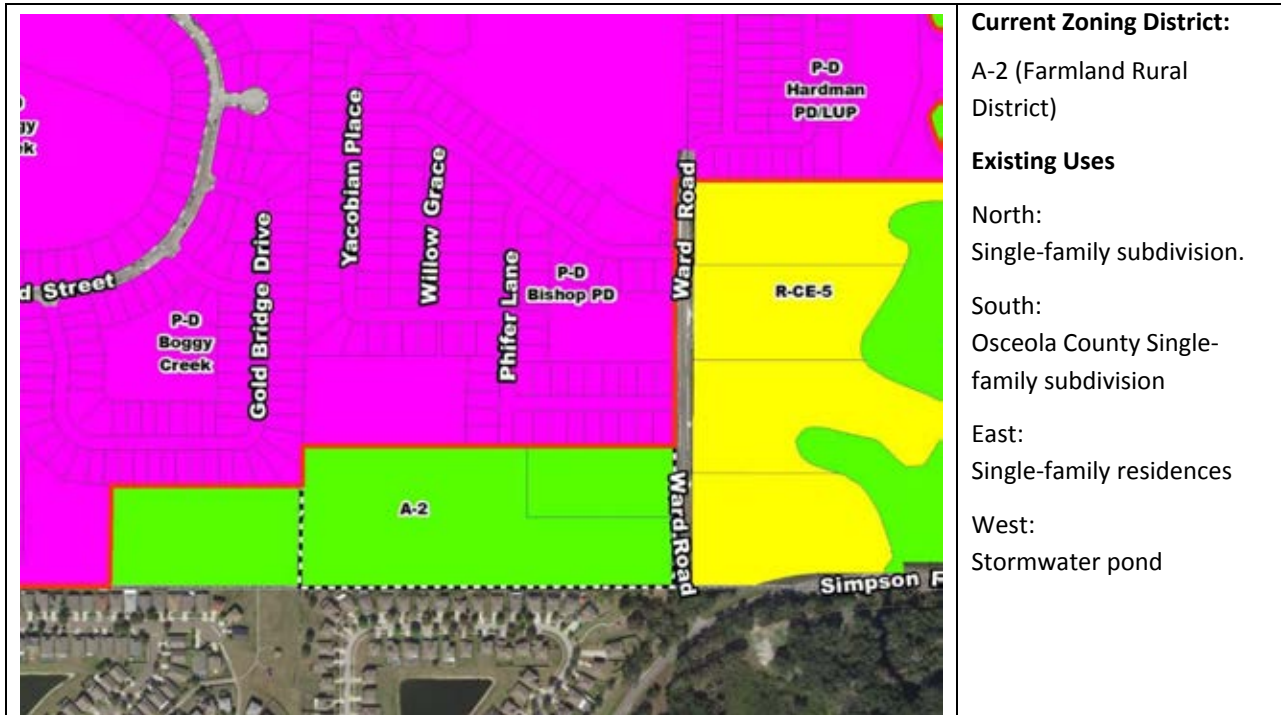 P-D
Hardman
PD/LUP
gy
ek
Yacobian Place
Willow Grace
Ward Road
Gold Bridge Drive
Phifer Lane
P-D
Bishop PD
R-CE-5
d Street
P-D
Boggy
Creek
A-2
Ward Road
Simpson R
Current Zoning District:
A-2 (Farmland Rural
District)
Existing Uses
North:
Single-family subdivision.
South:
Osceola County Single-
family subdivision
East:
Single-family residences
West:
Stormwater pond